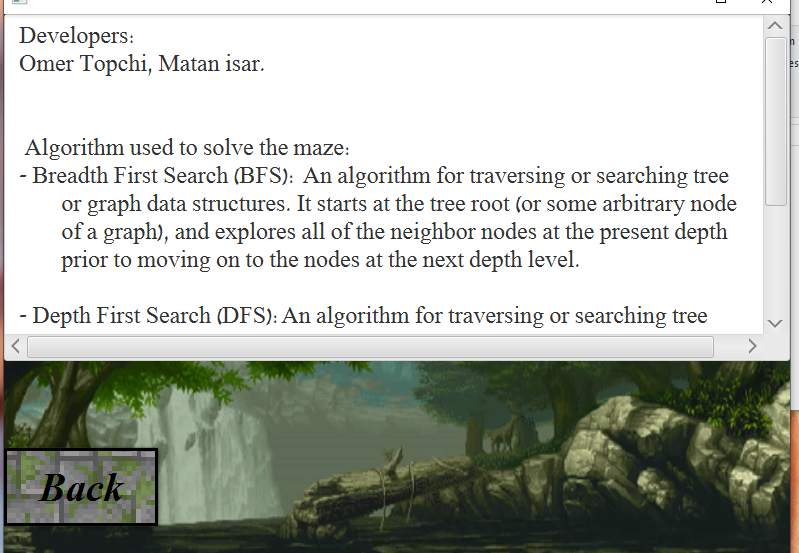 Developers:
Omer Topchi, Matan isar.
Algorithm used to solve the maze:
- Breadth First Search (BFS):  An algorithm for traversing or searching tree
or graph data structures. It starts at the tree root (or some arbitrary node
of a graph), and explores all of the neighbor nodes at the present depth
prior to moving on to the nodes at the next depth level.
- Depth First Search (DFS): An algorithm for traversing or searching tree
Back